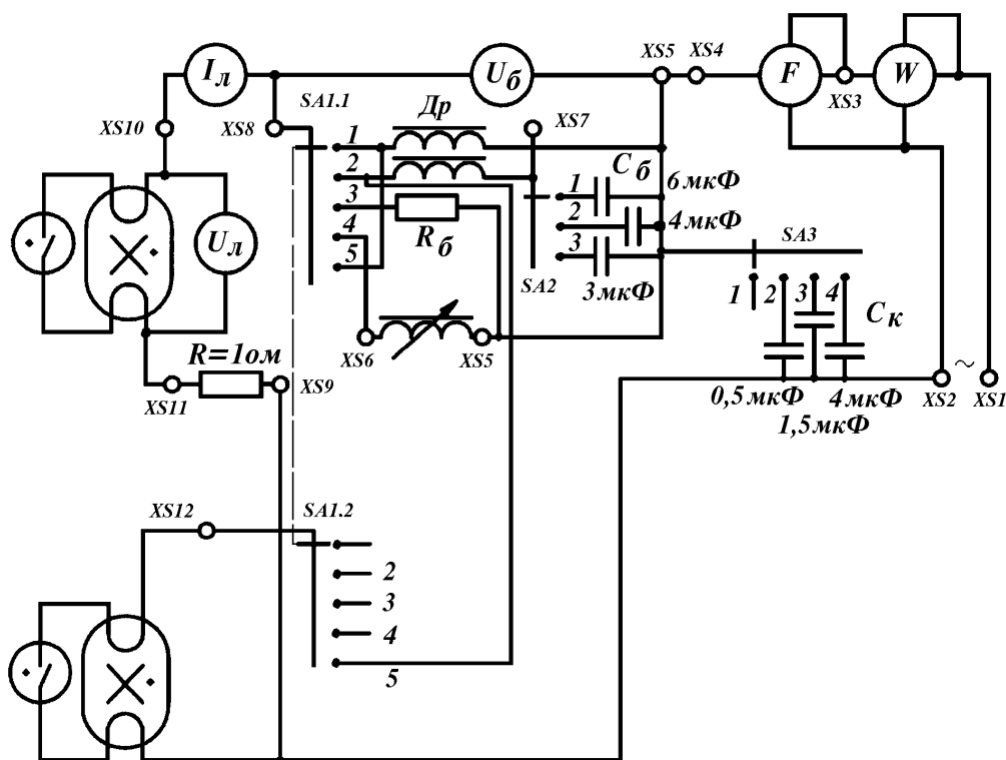 XS10
Iл
XS8
SA1.1
Uб
XS5
XS4
F
XS3
W
Др
XS7
1
2
3
4
5
Rб
Cб
1
2
3
6мкФ
4мкФ
3мкФ
SA2
SA3
1
2
3
4
Cк
Uл
XS6
XS5
R=1ом
XS11
XS9
0,5мкФ
4мкФ
1,5мкФ
XS2
~
XS1
XS12
SA1.2
2
3
4
5